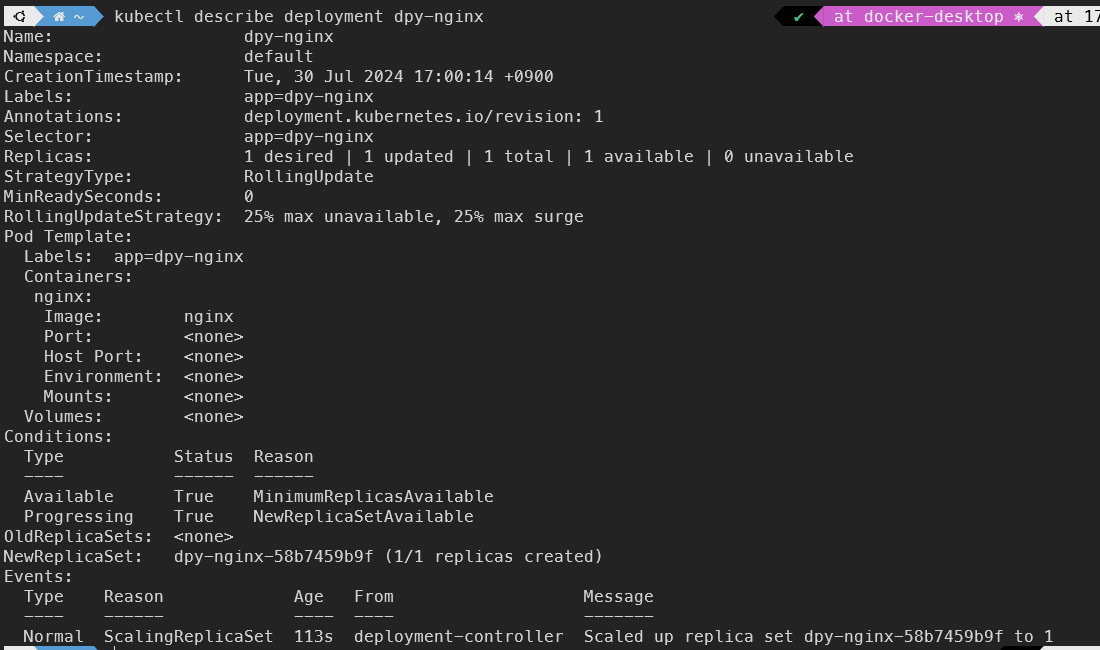 ~ kubectl describe deployment dpy-nginx ✔ at docker-desktop ⎈ at 17
Name: dpy-nginx
Namespace: default
CreationTimestamp: Tue, 30 Jul 2024 17:00:14 +0900
Labels: app=dpy-nginx
Annotations: deployment.kubernetes.io/revision: 1
Selector: app=dpy-nginx
Replicas: 1 desired | 1 updated | 1 total | 1 available | 0 unavailable
StrategyType: RollingUpdate
MinReadySeconds: 0
RollingUpdateStrategy: 25% max unavailable, 25% max surge
Pod Template:
Labels: app=dpy-nginx
Containers:
nginx:
Image: nginx
Port: <none>
Host Port: <none>
Environment: <none>
Mounts: <none>
Volumes: <none>
Conditions:
Type Status Reason
---- ------ ------
Available True MinimumReplicasAvailable
Progressing True NewReplicaSetAvailable
OldReplicaSets: <none>
NewReplicaSet: dpy-nginx-58b7459b9f (1/1 replicas created)
Events:
Type Reason Age From Message
---- ------ ---- ---- -------
Normal ScalingReplicaSet 113s deployment-controller Scaled up replica set dpy-nginx-58b7459b9f to 1